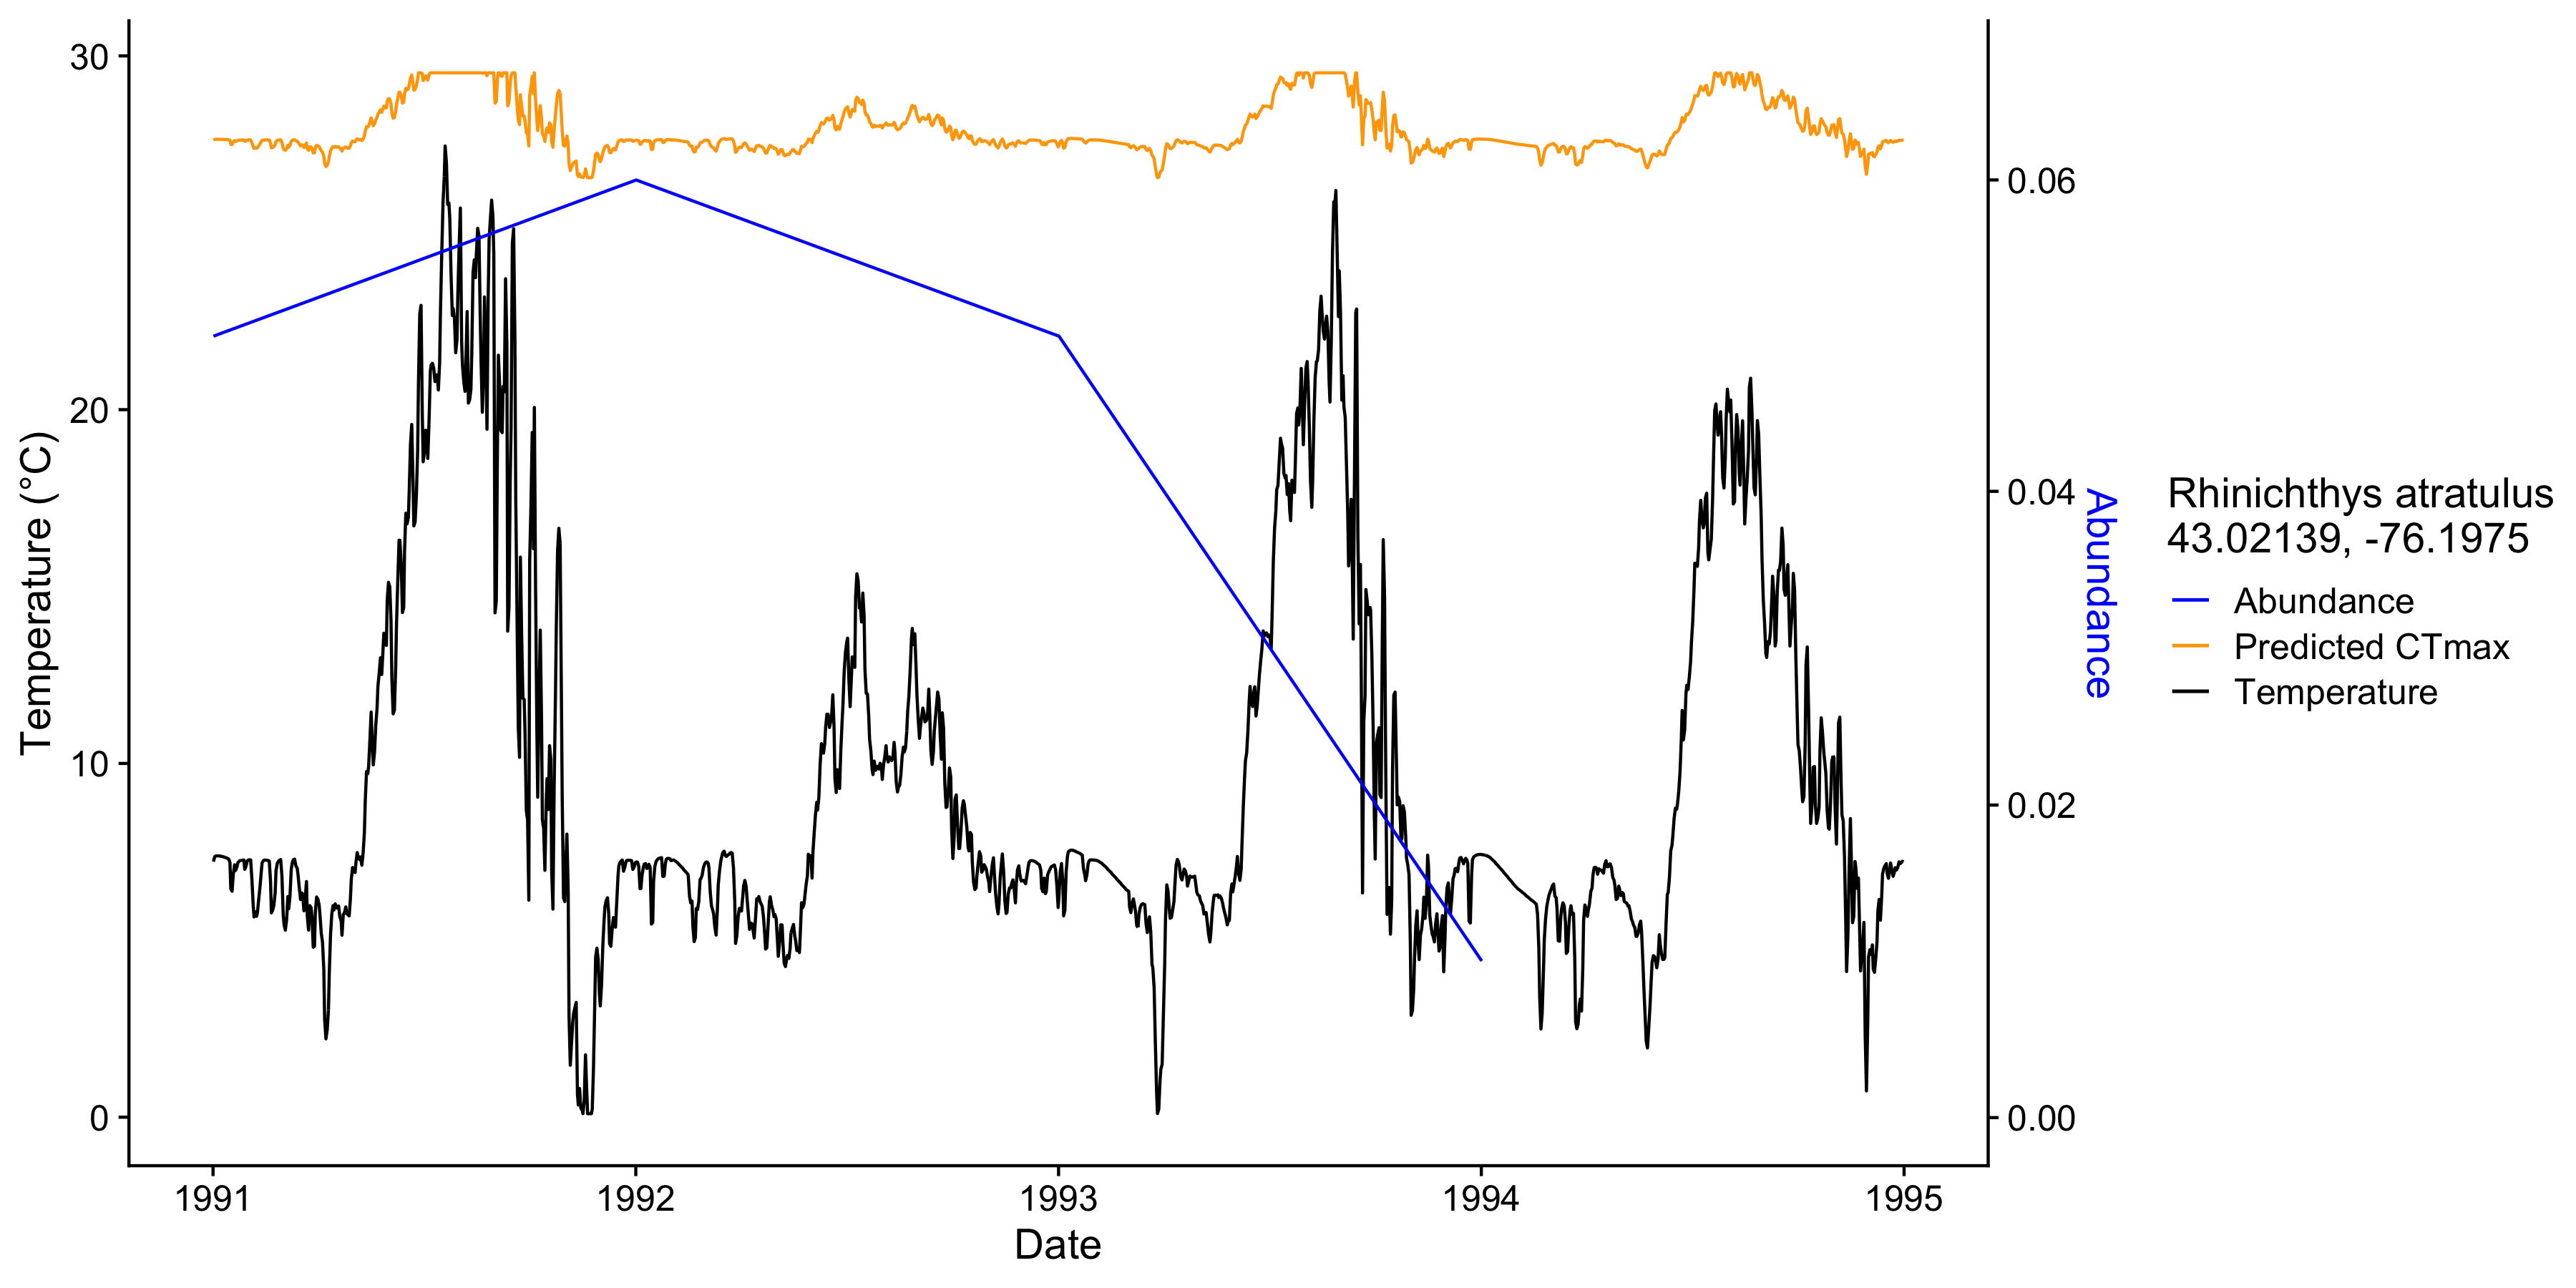 30
20
10
0
Temperature (°C)
1991
1992
1993
1994
1995
Date
0.06
0.04
0.02
0.00
Abundance
Rhinichthys atratulus
43.02139, -76.1975
Abundance
Predicted CTmax
Temperature